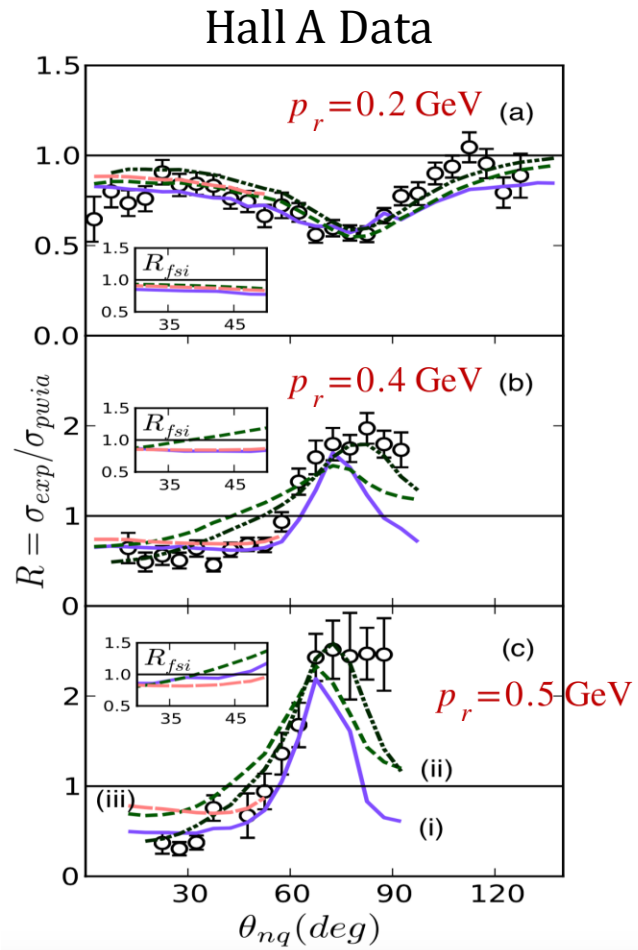 Hall A Data
R = σ_exp/σ_pwia
1.5
1.0
0.5
0.0
p_r = 0.2 GeV (a)
1.5
1.0
0.5
R_fsi
35 45
2
1
0
p_r = 0.4 GeV (b)
1.5
1.0
0.5
R_fsi
35 45
2
1
0
(c)
p_r = 0.5 GeV
1.5
1.0
0.5
R_fsi
35 45
(ii)
(iii)
(i)
30 60 90 120
θ_nq(deg)